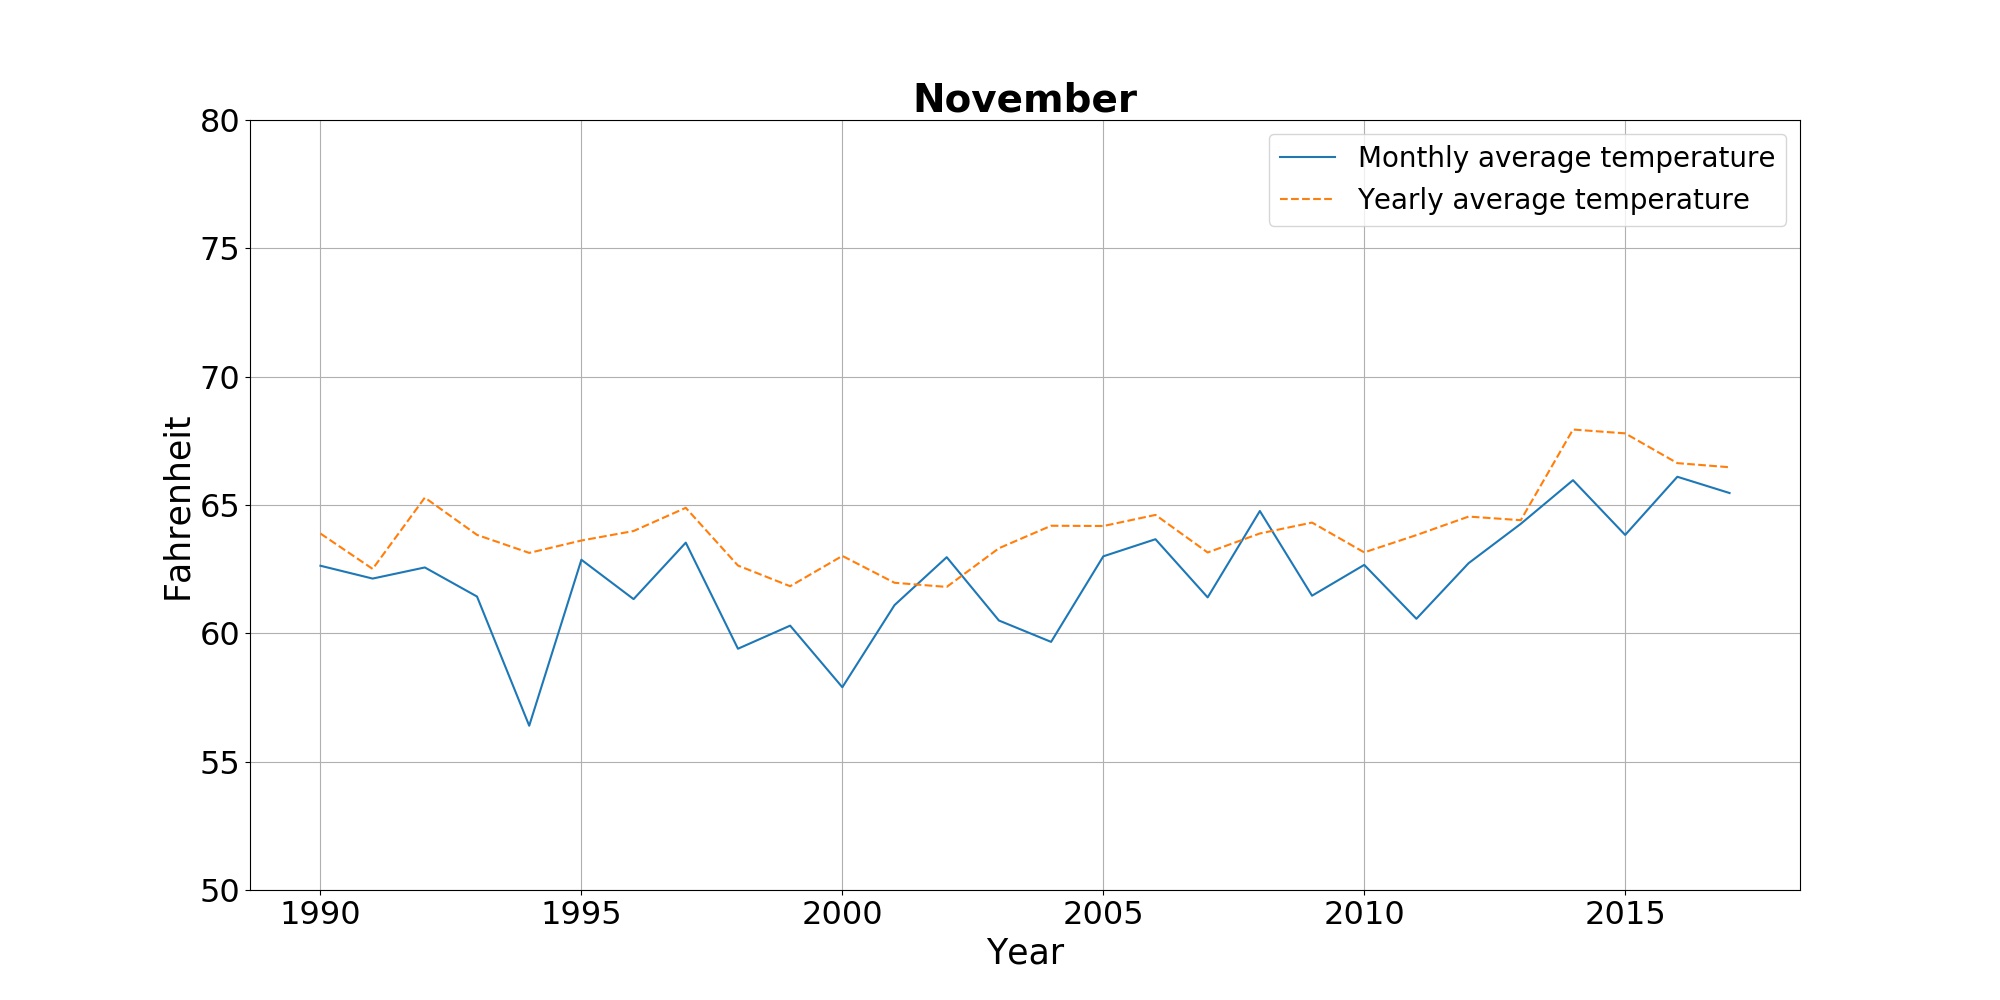 November
80
75
70
65
60
55
50
Fahrenheit
Monthly average temperature
Yearly average temperature
1990 1995 2000 2005 2010 2015
Year